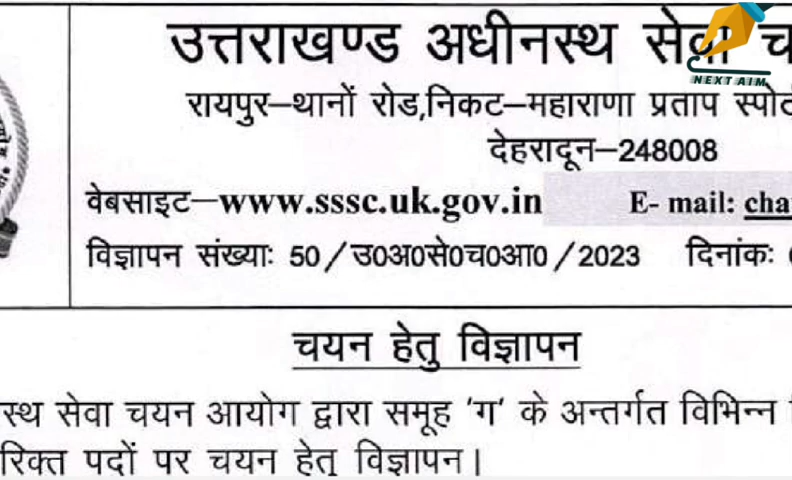 उत्तराखण्ड अधीनस्थ सेवा च
NEXT AIM
रायपुर–थानों रोड,निकट–महाराणा प्रताप स्पोर्ट
देहरादून–248008
वेबसाइट–www.sssc.uk.gov.in E- mail: cha
विज्ञापन संख्याः 50/उ0अ0से0च0आ0/2023 दिनांकः
चयन हेतु विज्ञापन
स्थ सेवा चयन आयोग द्वारा समूह 'ग' के अन्तर्गत विभिन्न
रिक्त पदों पर चयन हेतु विज्ञापन।